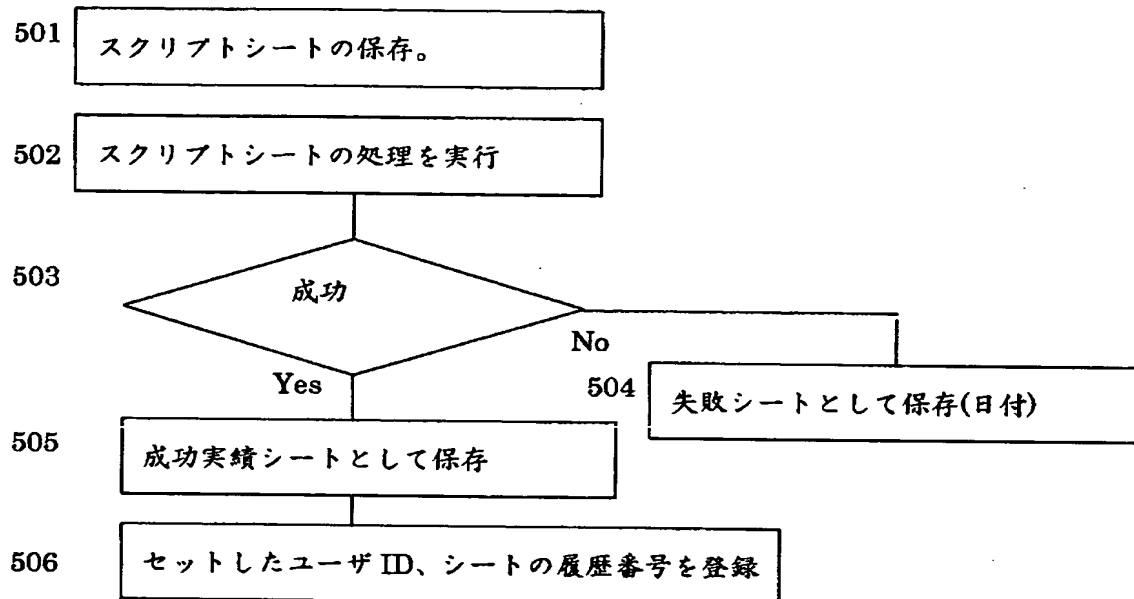 501 スクリプトシートの保存。
502 スクリプトシートの処理を実行
503 成功
No
Yes
504 失敗シートとして保存(日付)
505 成功実績シートとして保存
506 セットしたユーザID、シートの履歴番号を登録